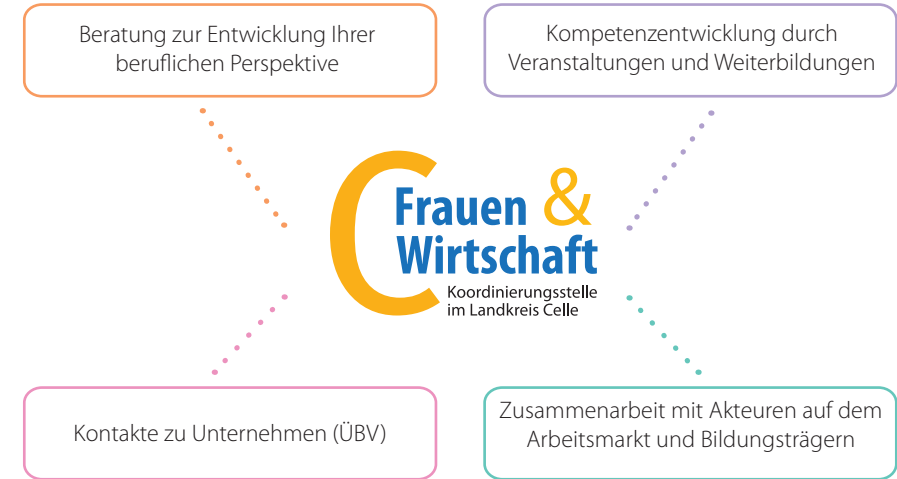 Beratung zur Entwicklung Ihrer
beruflichen Perspektive
Kompetenzentwicklung durch
Veranstaltungen und Weiterbildungen
C Frauen &
Wirtschaft
Koordinierungsstelle
im Landkreis Celle
Kontakte zu Unternehmen (ÜBV)
Zusammenarbeit mit Akteuren auf dem
Arbeitsmarkt und Bildungsträgern